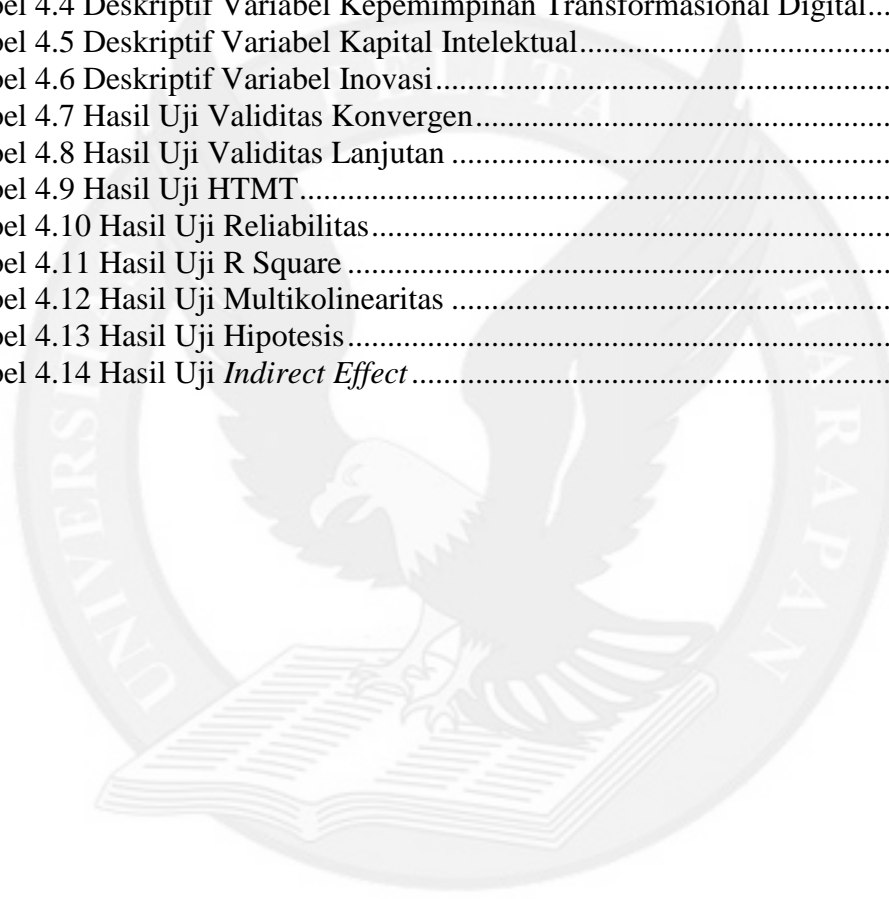 bel 4.4 Deskriptif Variabel Kepemimpinan Transformasional Digital...
bel 4.5 Deskriptif Variabel Kapital Intelektual....................................
bel 4.6 Deskriptif Variabel Inovasi......................................................
bel 4.7 Hasil Uji Validitas Konvergen.................................................
bel 4.8 Hasil Uji Validitas Lanjutan ....................................................
bel 4.9 Hasil Uji HTMT.......................................................................
bel 4.10 Hasil Uji Reliabilitas..............................................................
bel 4.11 Hasil Uji R Square .................................................................
bel 4.12 Hasil Uji Multikolinearitas ....................................................
bel 4.13 Hasil Uji Hipotesis.................................................................
bel 4.14 Hasil Uji Indirect Effect.........................................................
UNIVERSI ELITA HARAPAN